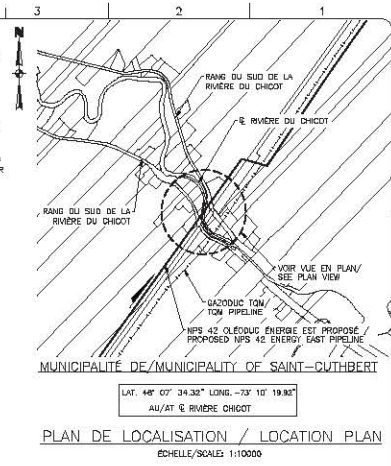 3 2 1
N
RANG DU SUD DE LA
RIVIÈRE DU CHICOT
℄ RIVIÈRE DU CHICOT
RANG DU SUD DE LA
RIVIÈRE DU CHICOT
VOIR VUE EN PLAN/
SEE PLAN VIEW
GAZODUC TQM
TQM PIPELINE
NPS 42 OLÉODUC ÉNERGIE EST PROPOSÉ
PROPOSED NPS 42 ENERGY EAST PIPELINE
MUNICIPALITÉ DE/MUNICIPALITY OF SAINT-CUTHBERT
LAT. 46° 07' 34.32" LONG. -73° 10' 19.92"
AU/AT ℄ RIVIÈRE CHICOT
PLAN DE LOCALISATION / LOCATION PLAN
ÉCHELLE/SCALE: 1:10000